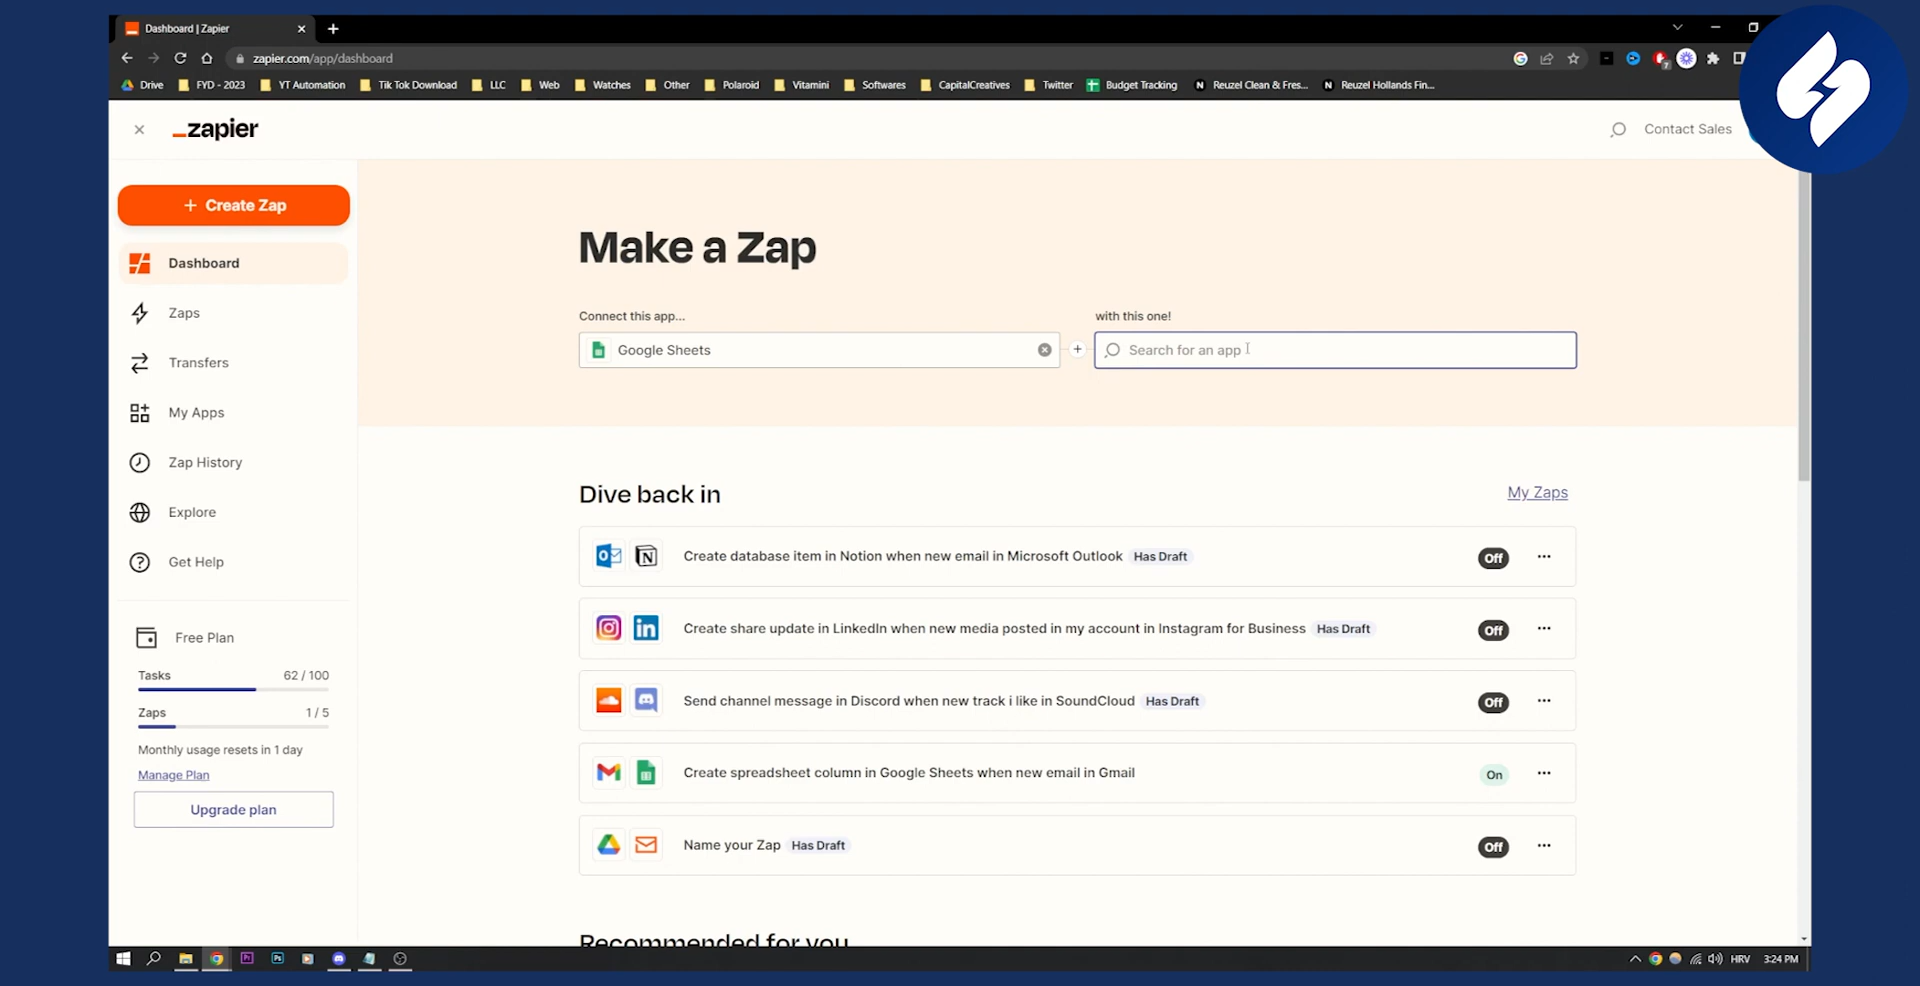 Dashboard | Zapier
zapier.com/app/dashboard
Drive FYD - 2023 YT Automation Tik Tok Download LLC Web Watches Other Polaroid Vitamini Softwares CapitalCreatives Twitter Budget Tracking Reuzel Clean & Fres... Reuzel Hollands Fin...
zapier
Contact Sales
+ Create Zap
Dashboard
Zaps
Transfers
My Apps
Zap History
Explore
Get Help
Free Plan
Tasks 62 / 100
Zaps 1 / 5
Monthly usage resets in 1 day
Manage Plan
Upgrade plan
Make a Zap
Connect this app... with this one!
Google Sheets + Search for an app
Dive back in My Zaps
Create database item in Notion when new email in Microsoft Outlook Has Draft Off
Create share update in LinkedIn when new media posted in my account in Instagram for Business Has Draft Off
Send channel message in Discord when new track i like in SoundCloud Has Draft Off
Create spreadsheet column in Google Sheets when new email in Gmail On
Name your Zap Has Draft Off
Recommended for you
HRV 3:24 PM